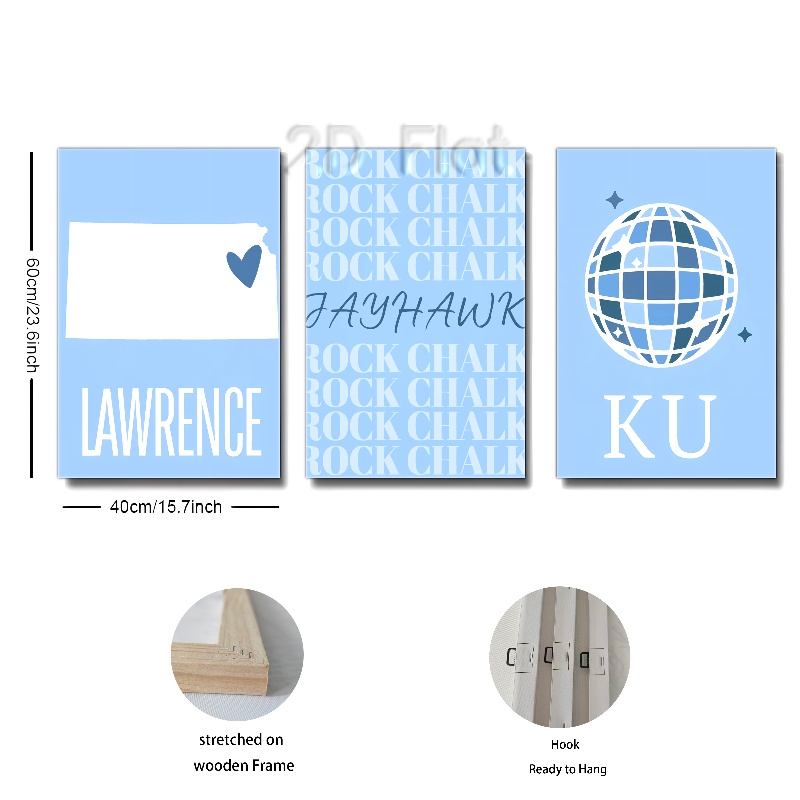 2D Flat
ROCK CHALK
ROCK CHALK
ROCK CHALK
ROCK CHALK
JAYHAWK
ROCK CHALK
ROCK CHALK
ROCK CHALK
ROCK CHALK
LAWRENCE
KU
60cm/23.6inch
40cm/15.7inch
stretched on
wooden Frame
Hook
Ready to Hang